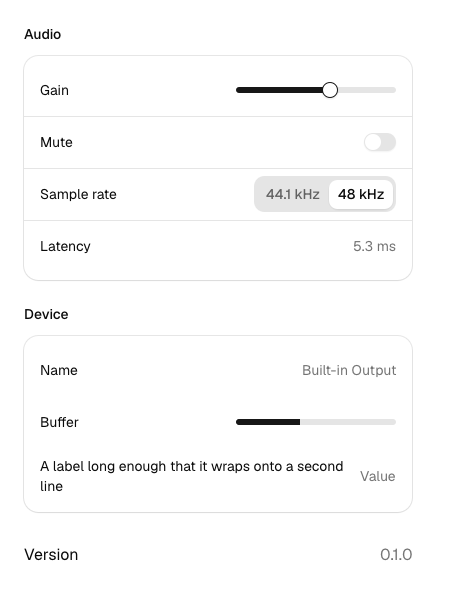 Audio
Gain
Mute
Sample rate 44.1 kHz 48 kHz
Latency 5.3 ms
Device
Name Built-in Output
Buffer
A label long enough that it wraps onto a second
line
Value
Version 0.1.0